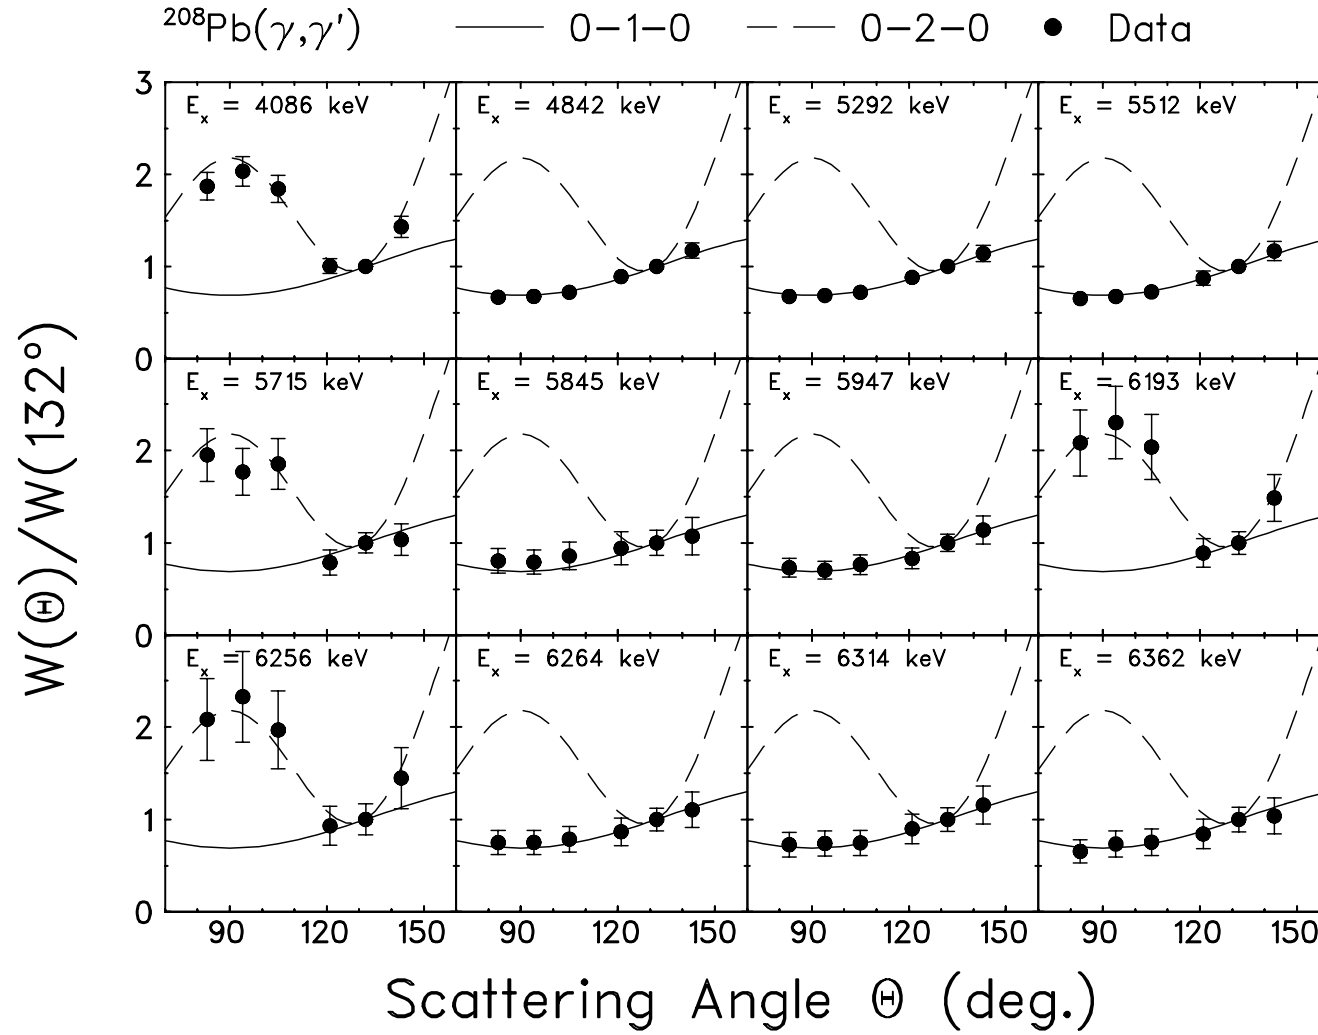 ²⁰⁸Pb(γ,γ′) 0−1−0 0−2−0 Data
3 Eₓ = 4086 keV Eₓ = 4842 keV Eₓ = 5292 keV Eₓ = 5512 keV
2
1
0
Eₓ = 5715 keV Eₓ = 5845 keV Eₓ = 5947 keV Eₓ = 6193 keV
2
1
0
Eₓ = 6256 keV Eₓ = 6264 keV Eₓ = 6314 keV Eₓ = 6362 keV
2
1
0
W(Θ)/W(132°)
90 120 150 90 120 150 90 120 150 90 120 150
Scattering Angle Θ (deg.)